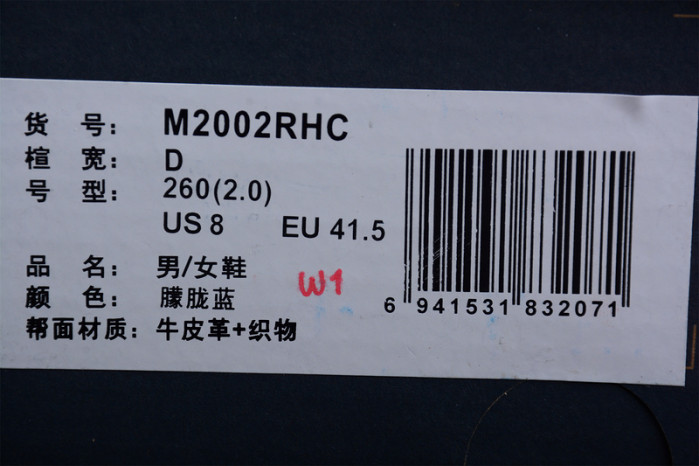 货 号： M2002RHC
楦 宽： D
号 型： 260(2.0)
US 8 EU 41.5
品 名： 男/女鞋
颜 色： 朦胧蓝
帮面材质：牛皮革+织物
W1
6 941531 832071